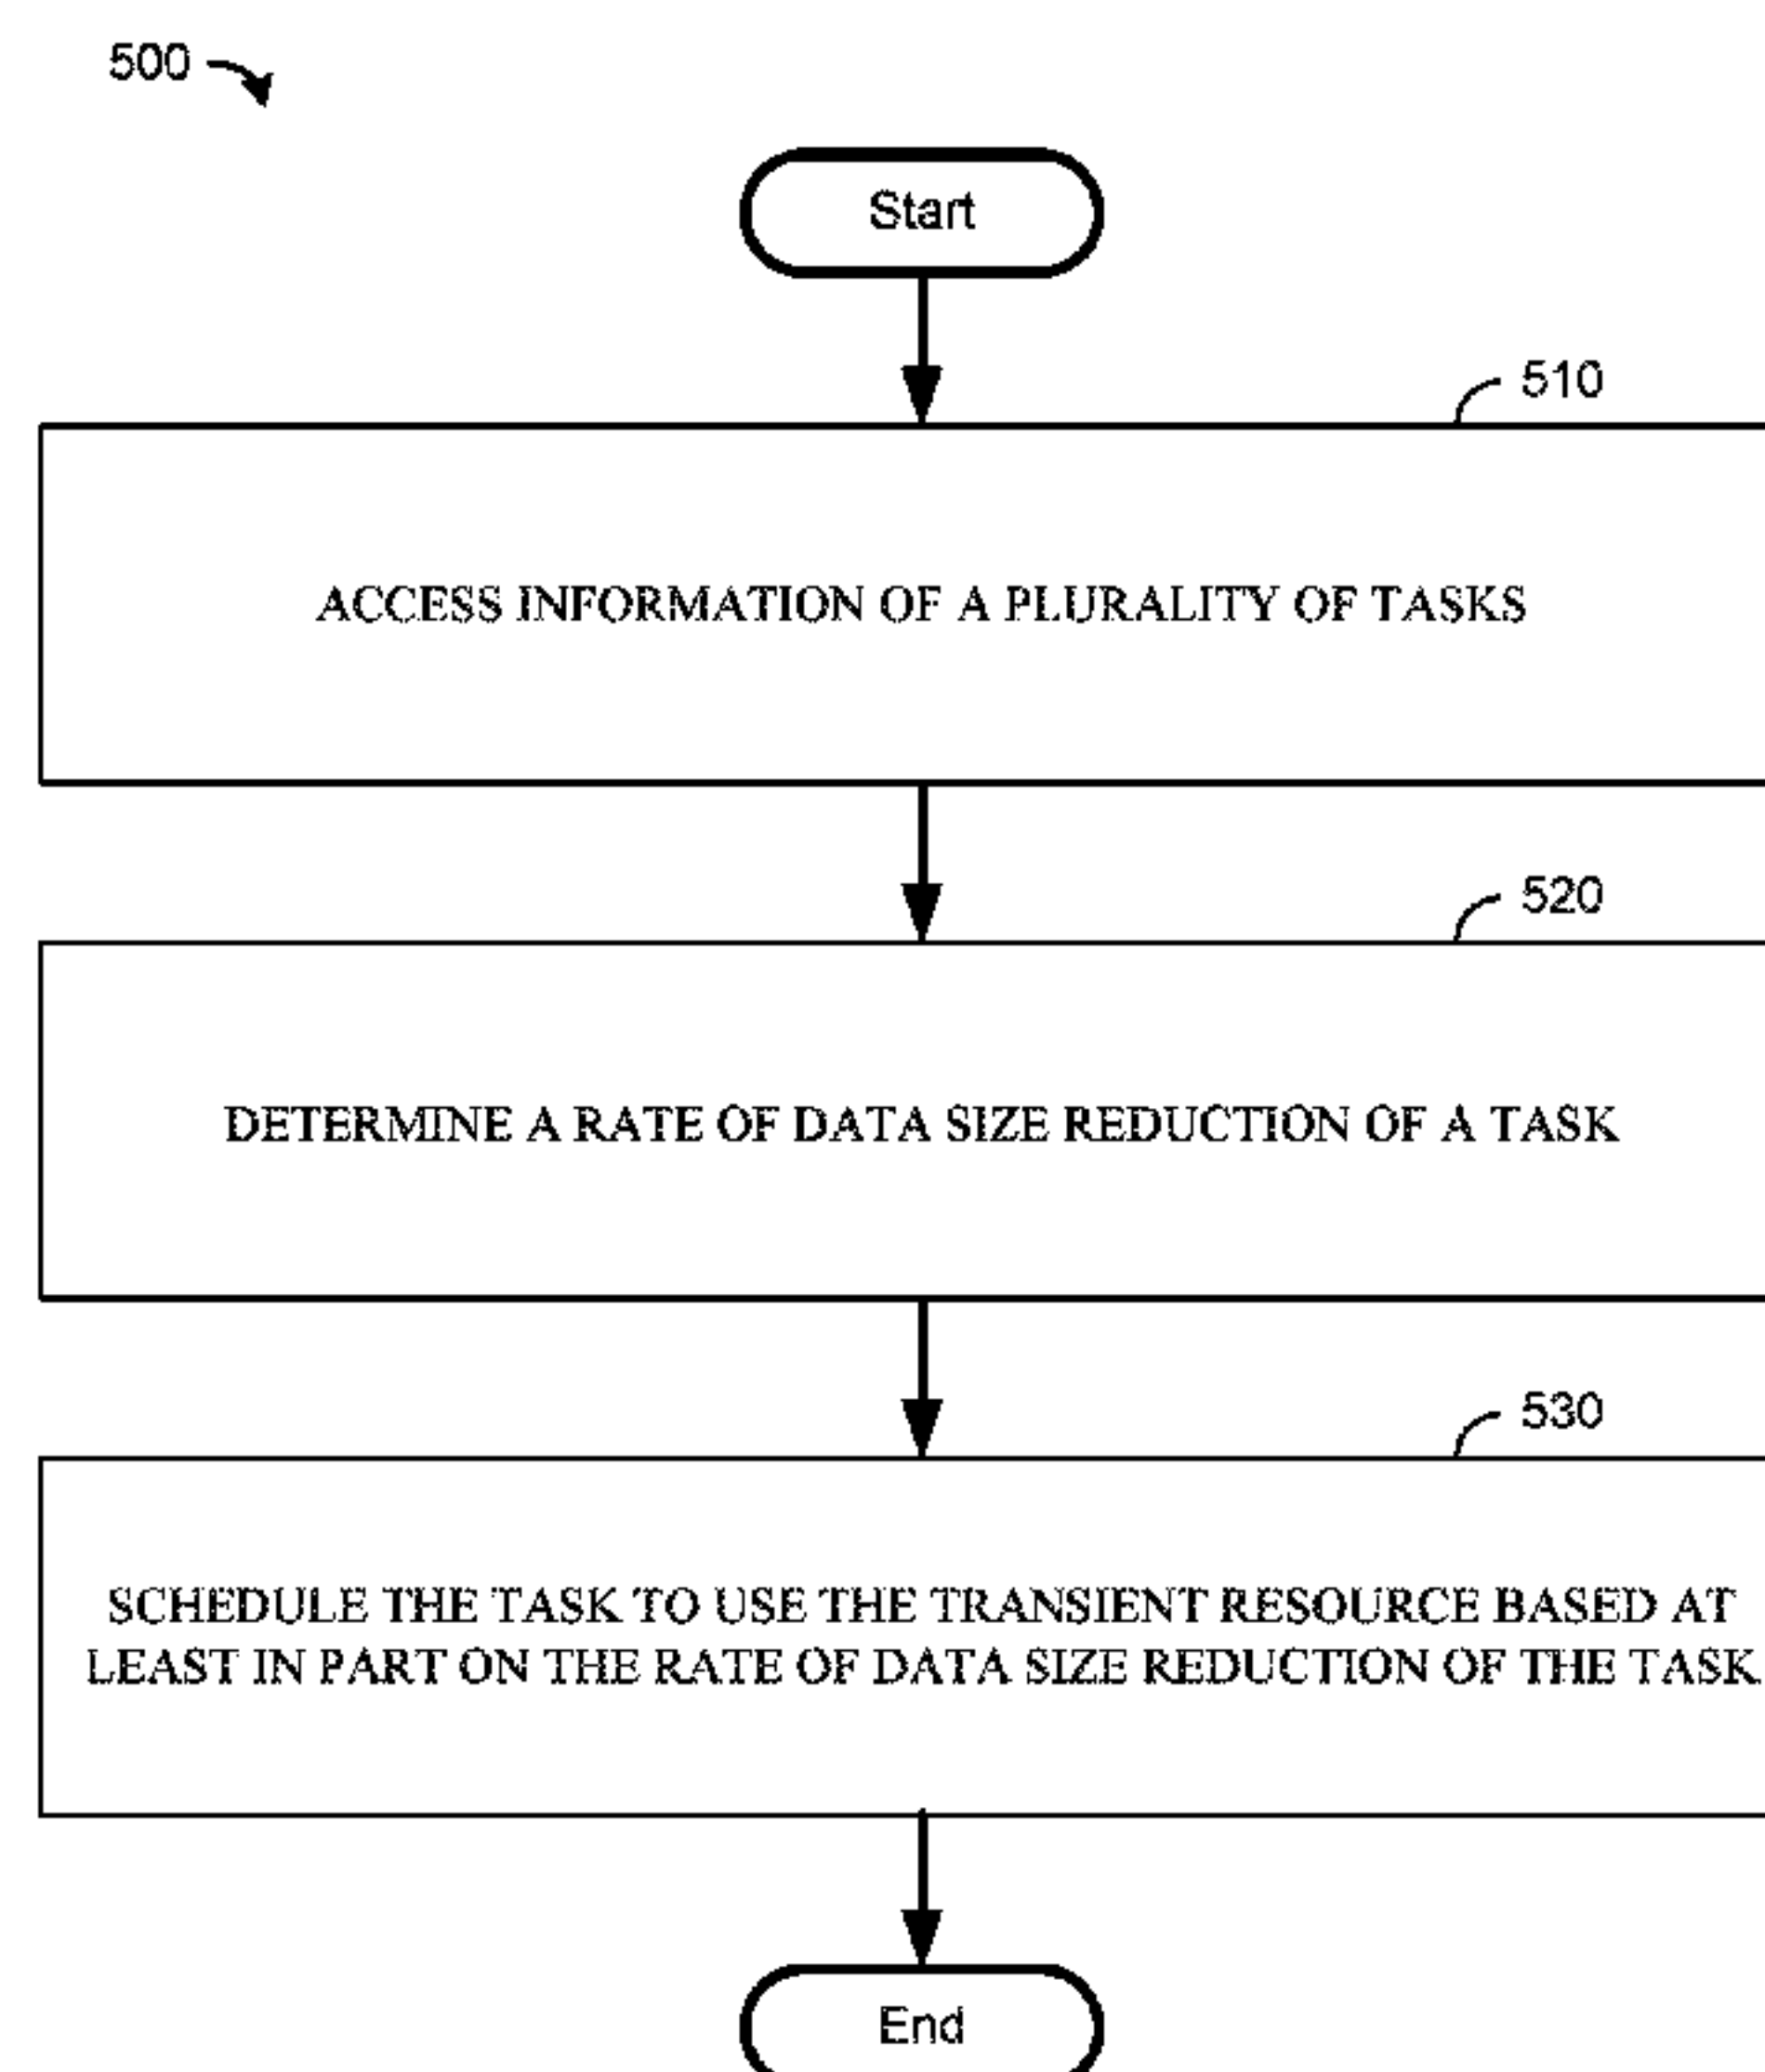 500
Start
510
ACCESS INFORMATION OF A PLURALITY OF TASKS
520
DETERMINE A RATE OF DATA SIZE REDUCTION OF A TASK
530
SCHEDULE THE TASK TO USE THE TRANSIENT RESOURCE BASED AT
LEAST IN PART ON THE RATE OF DATA SIZE REDUCTION OF THE TASK
End